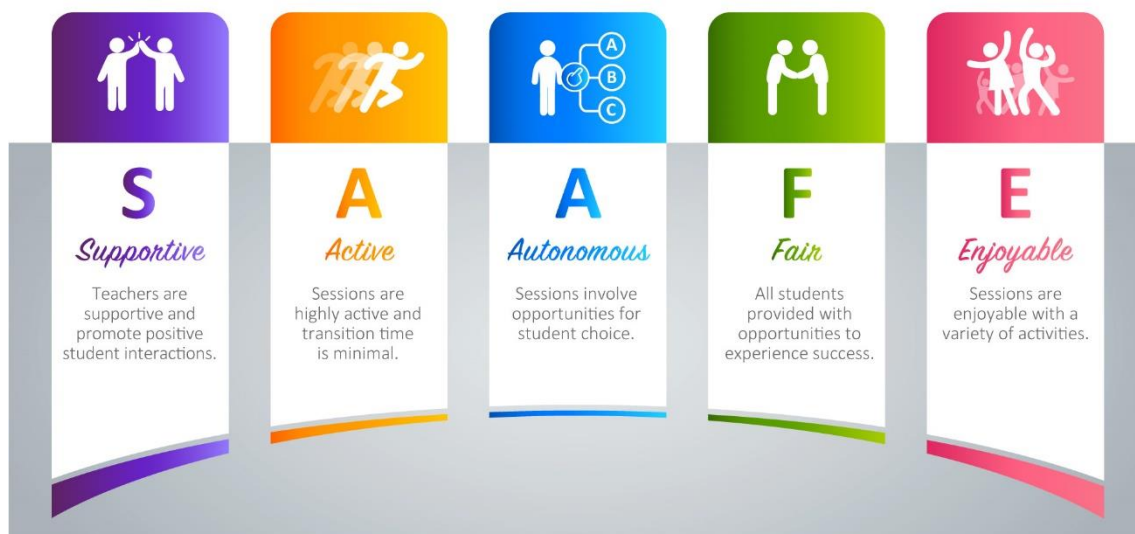 A
B
C
S
Supportive
Teachers are
supportive and
promote positive
student interactions.
A
Active
Sessions are
highly active and
transition time
is minimal.
A
Autonomous
Sessions involve
opportunities for
student choice.
F
Fair
All students
provided with
opportunities to
experience success.
E
Enjoyable
Sessions are
enjoyable with a
variety of activities.